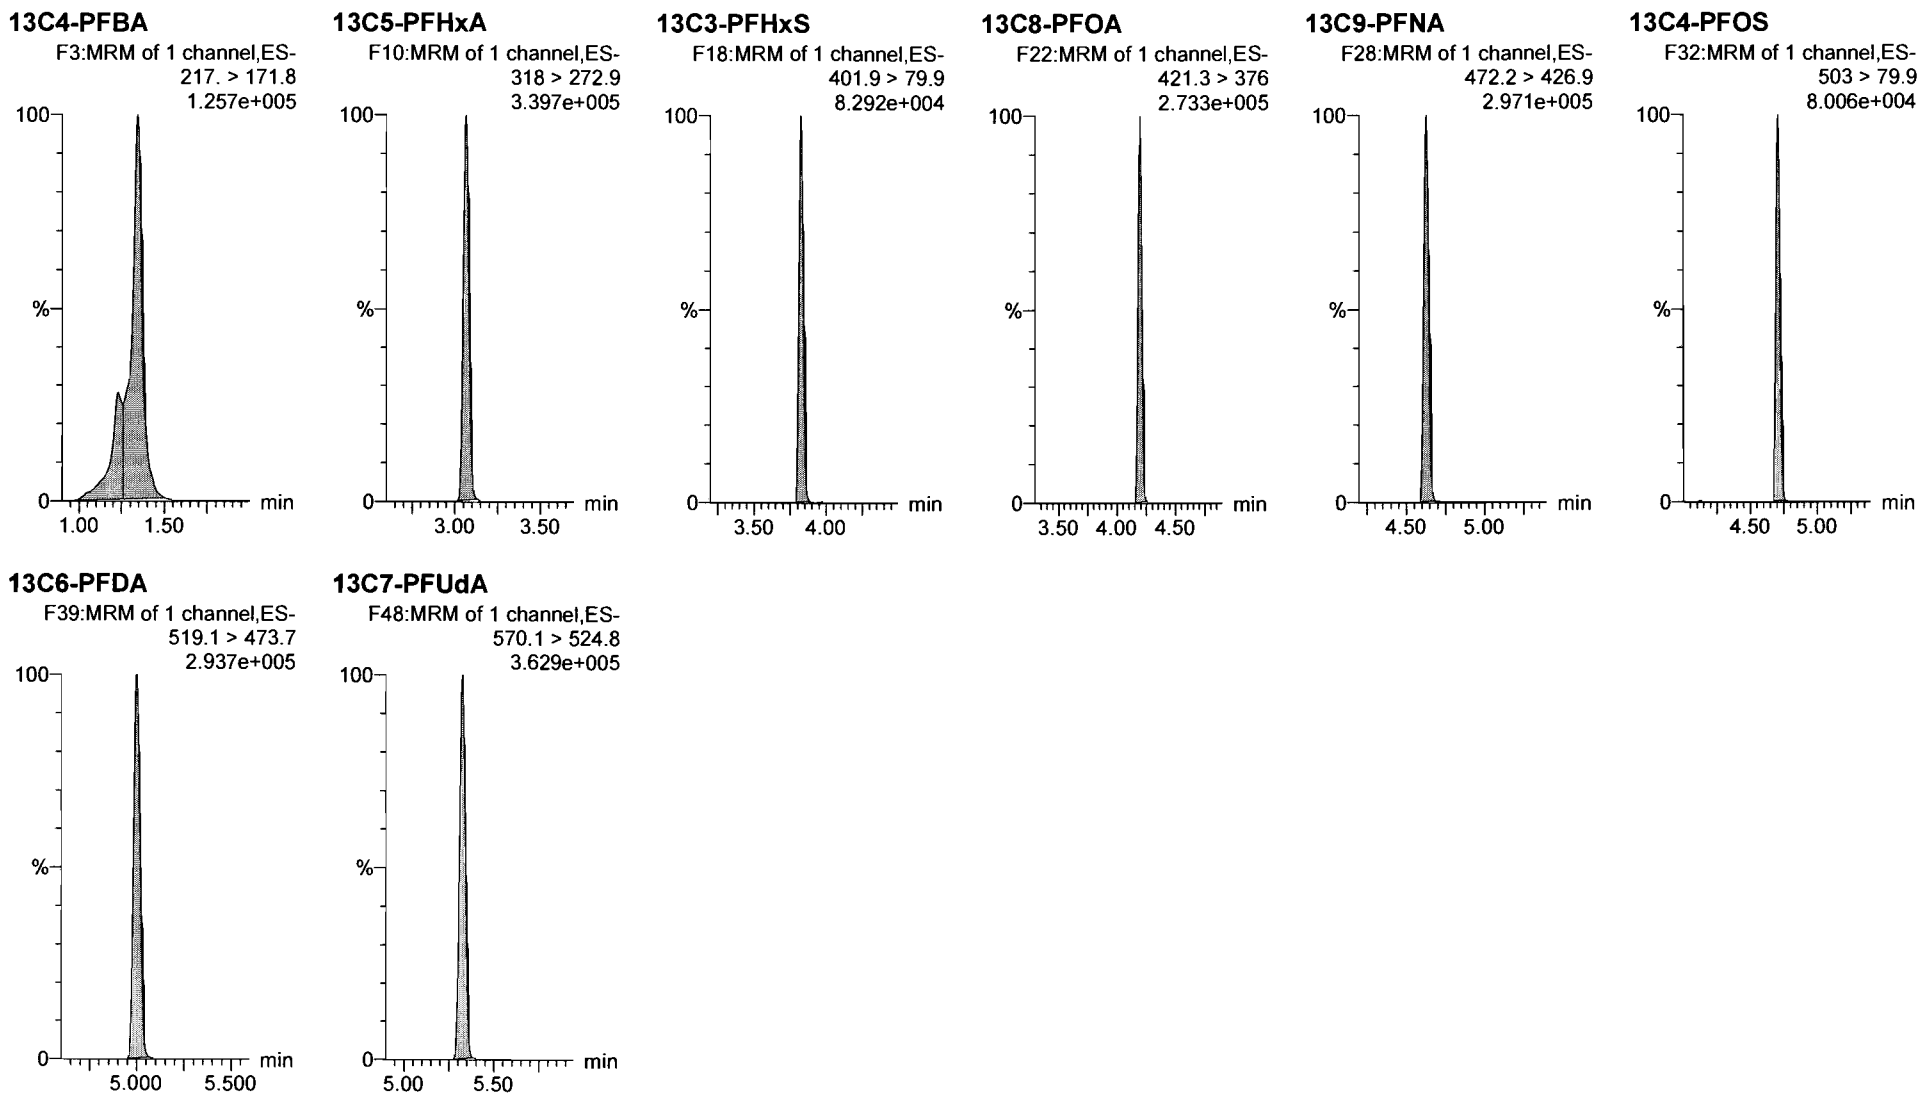 13C4-PFBA
F3:MRM of 1 channel,ES-
217. > 171.8
1.257e+005
100
%
0
min
1.00 1.50
13C5-PFHxA
F10:MRM of 1 channel,ES-
318 > 272.9
3.397e+005
100
%
0
min
3.00 3.50
13C3-PFHxS
F18:MRM of 1 channel,ES-
401.9 > 79.9
8.292e+004
100
%
0
min
3.50 4.00
13C8-PFOA
F22:MRM of 1 channel,ES-
421.3 > 376
2.733e+005
100
%
0
min
3.50 4.00 4.50
13C9-PFNA
F28:MRM of 1 channel,ES-
472.2 > 426.9
2.971e+005
100
%
0
min
4.50 5.00
13C4-PFOS
F32:MRM of 1 channel,ES-
503 > 79.9
8.006e+004
100
%
0
min
4.50 5.00
13C6-PFDA
F39:MRM of 1 channel,ES-
519.1 > 473.7
2.937e+005
100
%
0
min
5.000 5.500
13C7-PFUdA
F48:MRM of 1 channel,ES-
570.1 > 524.8
3.629e+005
100
%
0
min
5.00 5.50